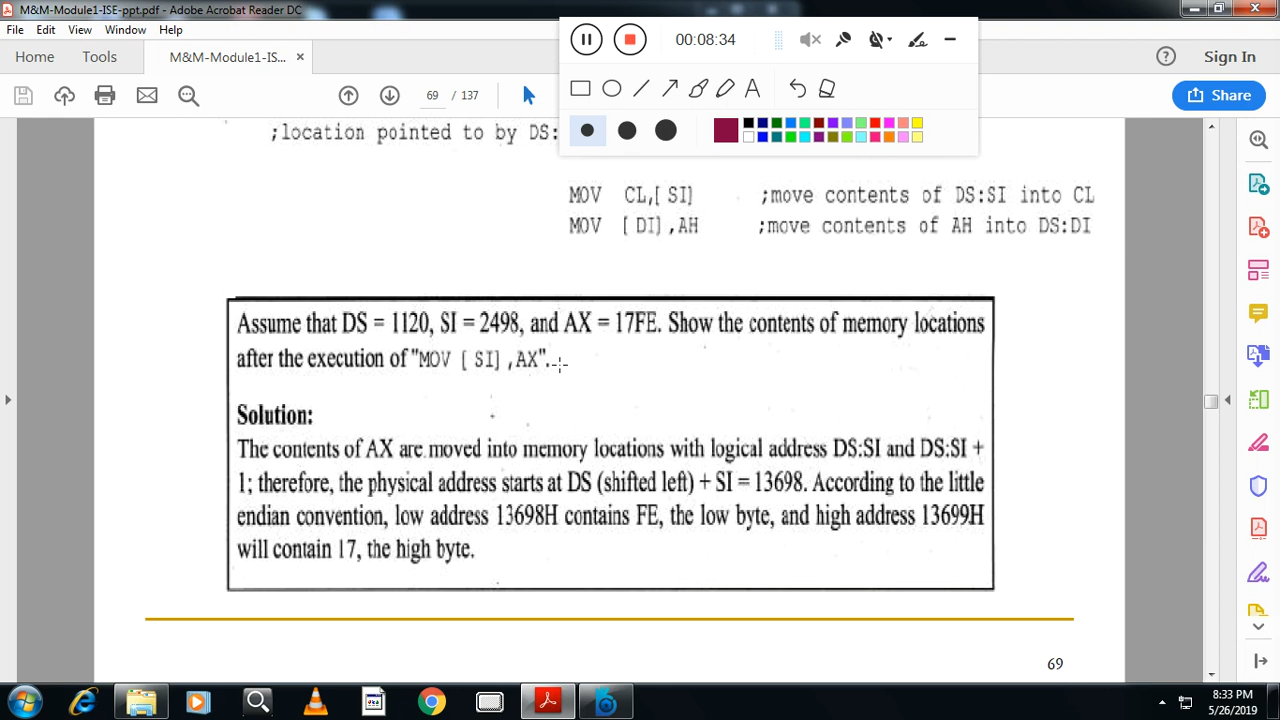 M&M-Module1-ISE-ppt.pdf - Adobe Acrobat Reader DC
File Edit View Window Help
Home Tools M&M-Module1-IS... ×
00:08:34
Sign In
69 / 137
Share
A
;location pointed to by DS:
MOV CL,[ SI] ;move contents of DS:SI into CL
MOV [ DI],AH ;move contents of AH into DS:DI
Assume that DS = 1120, SI = 2498, and AX = 17FE. Show the contents of memory locations
after the execution of "MOV [ SI] ,AX".
Solution:
The contents of AX are moved into memory locations with logical address DS:SI and DS:SI +
1; therefore, the physical address starts at DS (shifted left) + SI = 13698. According to the little
endian convention, low address 13698H contains FE, the low byte, and high address 13699H
will contain 17, the high byte.
69
8:33 PM
5/26/2019